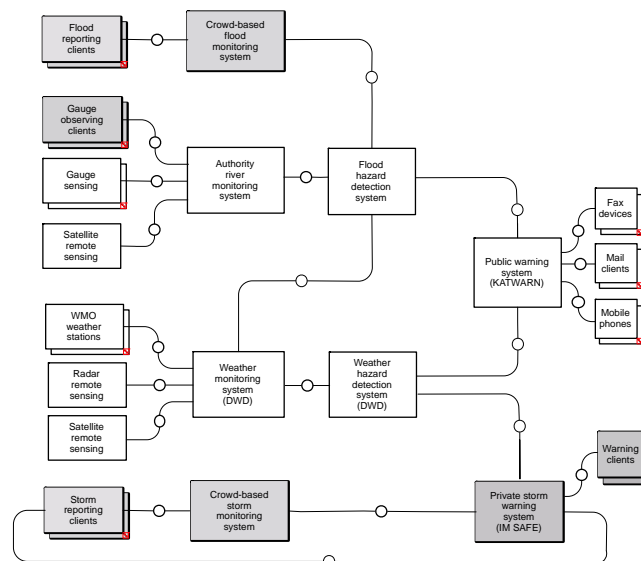 Flood
reporting
clients
Crowd-based
flood
monitoring
system
Gauge
observing
clients
Gauge
sensing
Satellite
remote
sensing
Authority
river
monitoring
system
Flood
hazard
detection
system
Fax
devices
Mail
clients
Mobile
phones
Public warning
system
(KATWARN)
WMO
weather
stations
Radar
remote
sensing
Satellite
remote
sensing
Weather
monitoring
system
(DWD)
Weather
hazard
detection
system
(DWD)
Warning
clients
Storm
reporting
clients
Crowd-based
storm
monitoring
system
Private storm
warning
system
(IM SAFE)